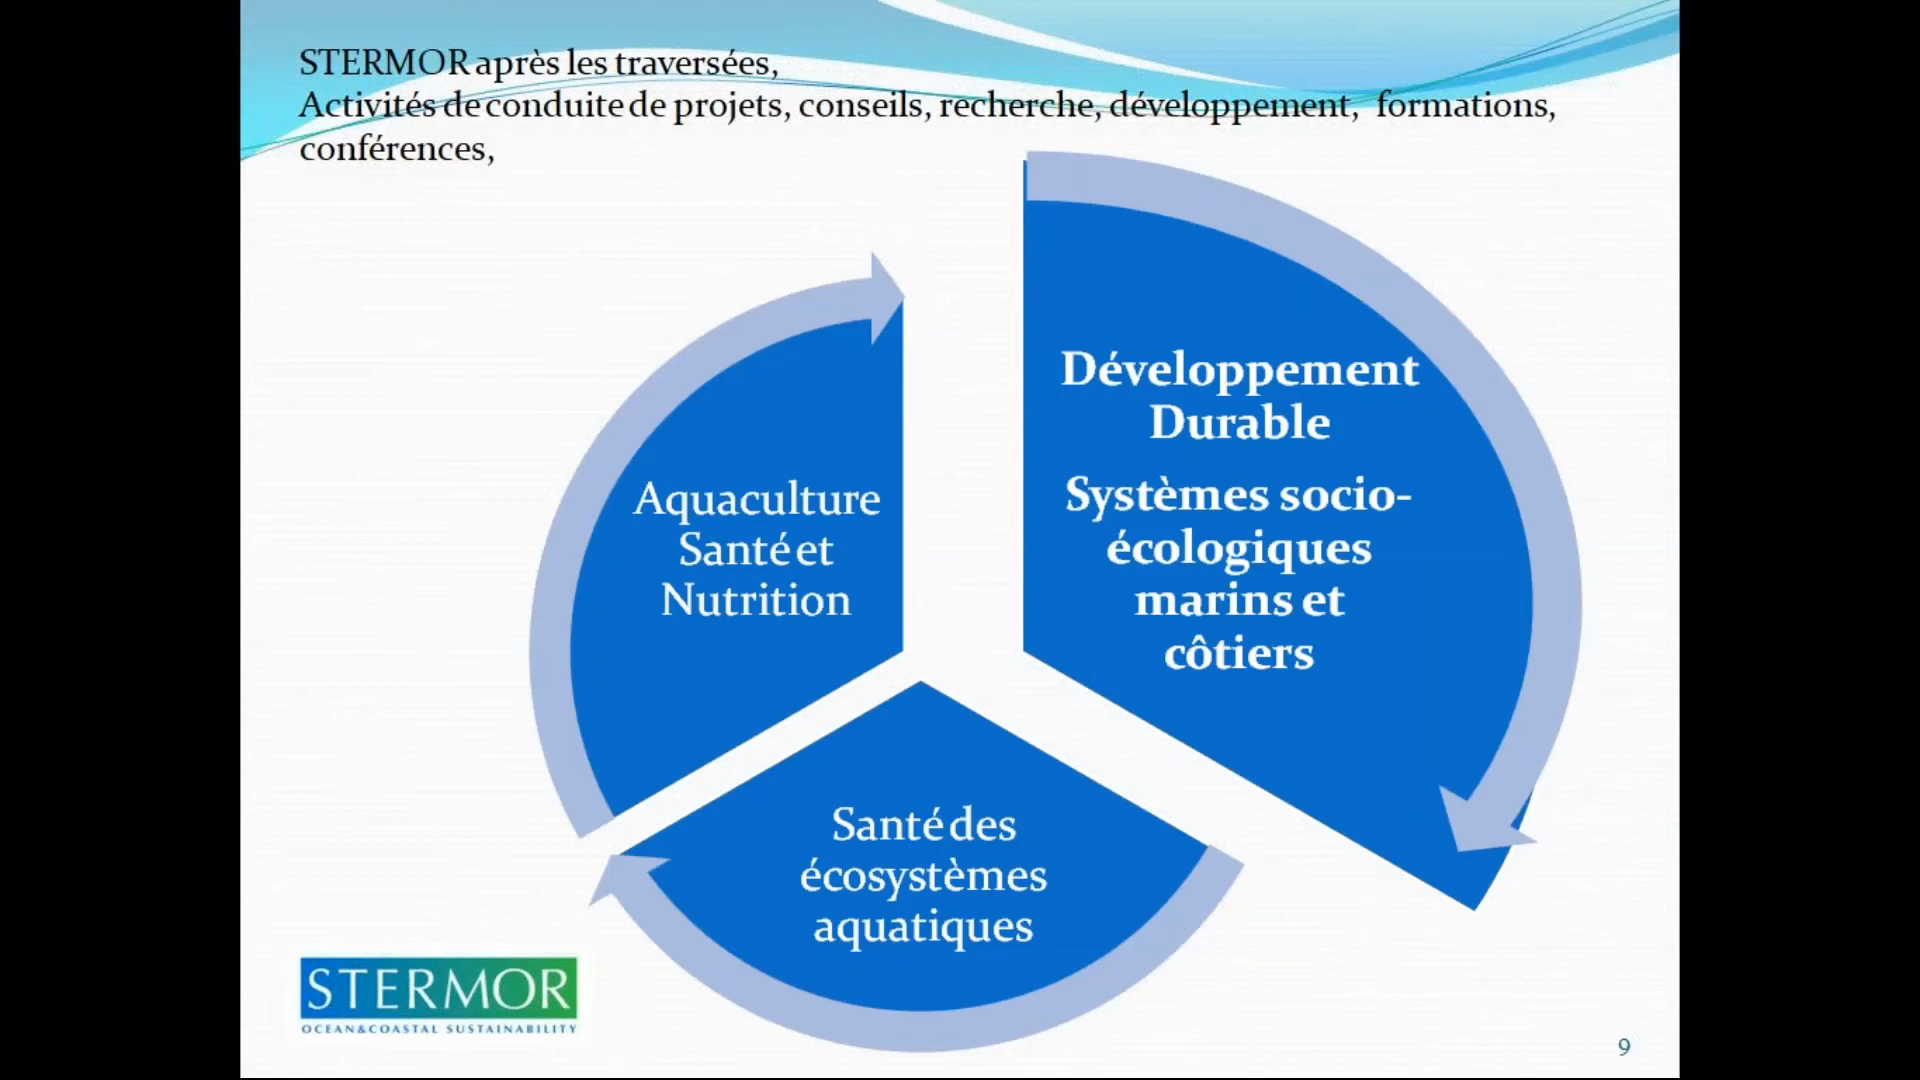 STERMOR après les traversées,
Activités de conduite de projets, conseils, recherche, développement, formations,
conférences,
Développement
Durable
Systèmes socio-
écologiques
marins et
côtiers
Aquaculture
Santé et
Nutrition
Santé des
écosystèmes
aquatiques
STERMOR
OCEAN&COASTAL SUSTAINABILITY
9